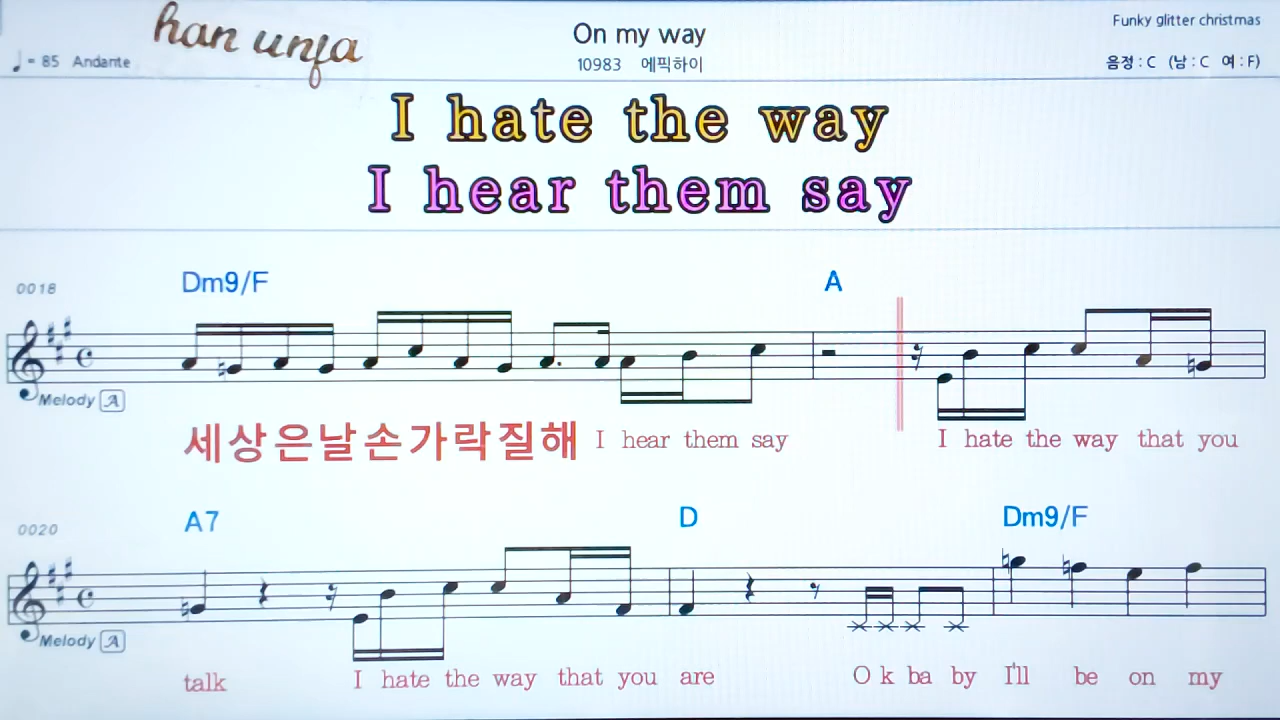 han unfa
♩= 85 Andante
On my way
10983 에픽하이
Funky glitter christmas
음정 : C (남 : C 여 : F)
I hate the way
I hear them say
0018 Dm9/F A
Melody A
세상은날손가락질해 I hear them say I hate the way that you
0020 A7 D Dm9/F
Melody A
talk I hate the way that you are O k ba by I'll be on my